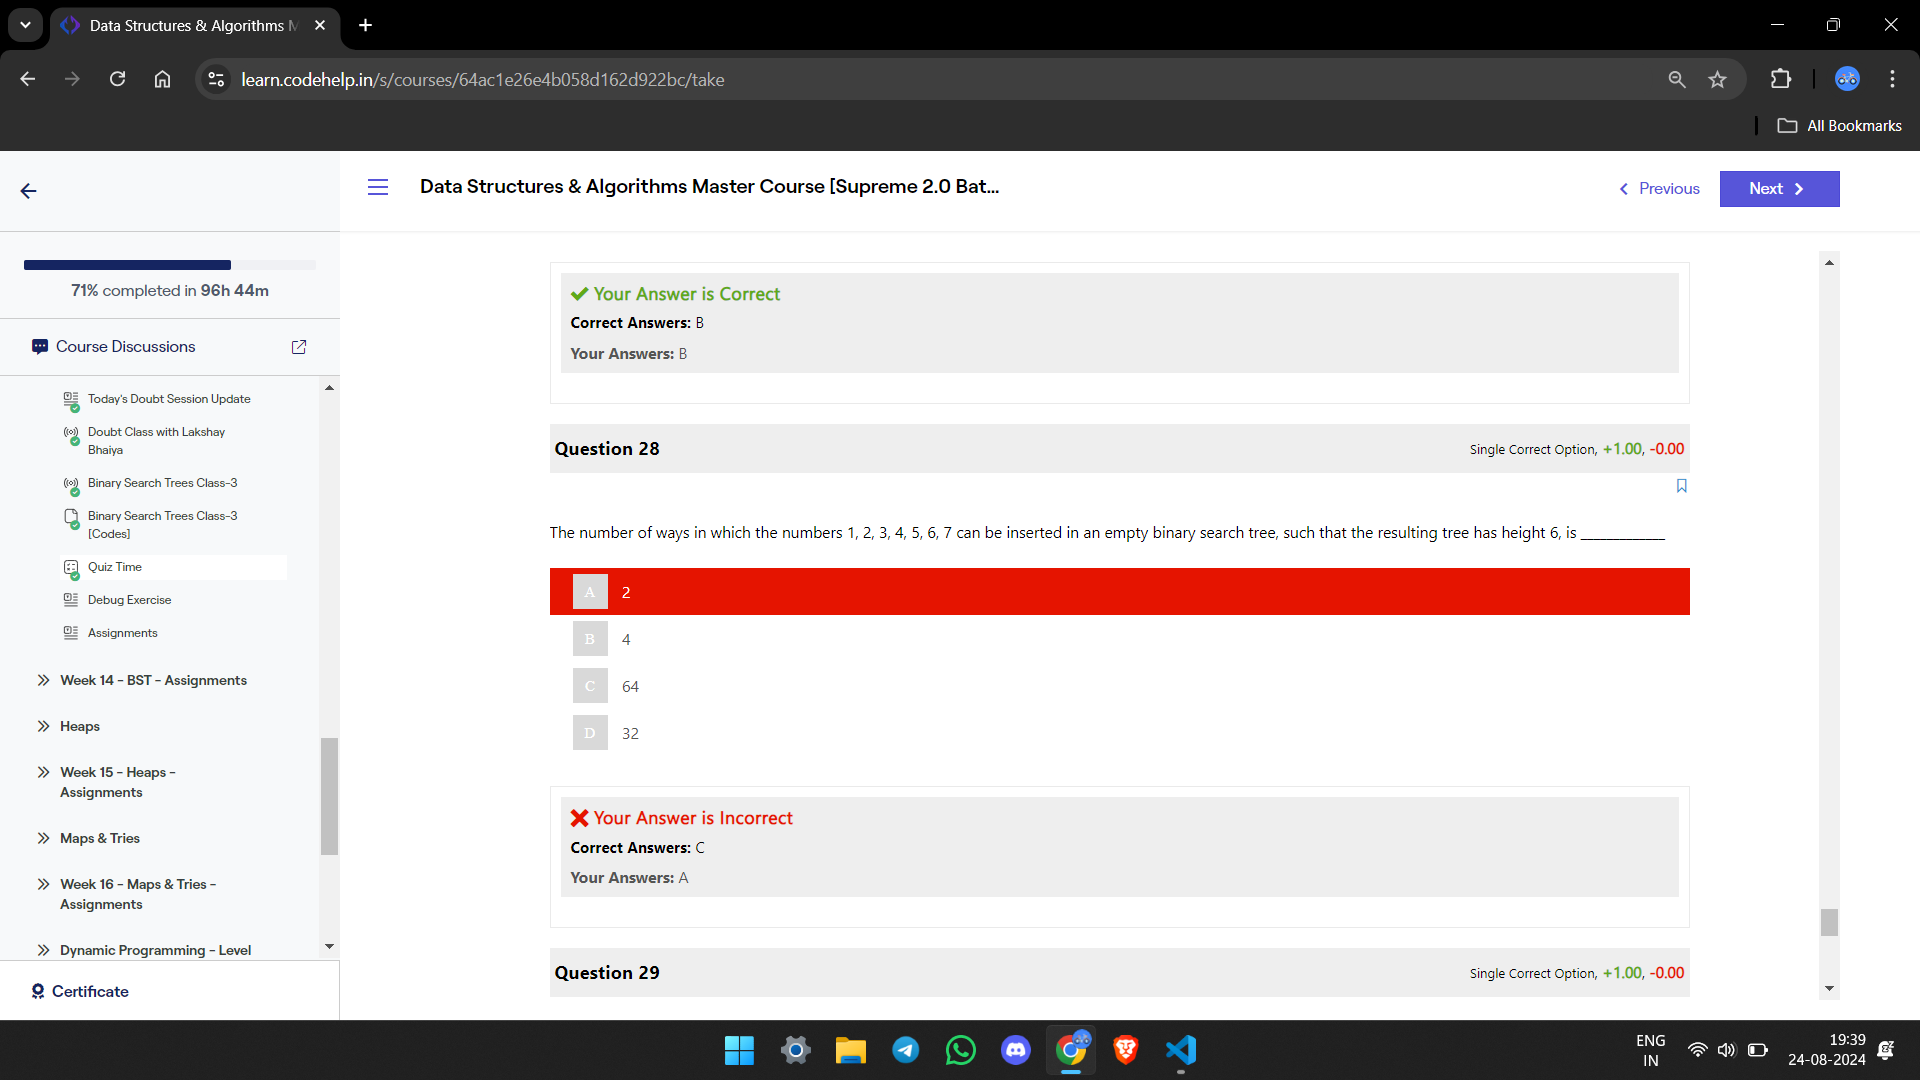 Data Structures & Algorithms M
learn.codehelp.in/s/courses/64ac1e26e4b058d162d922bc/take
All Bookmarks
Data Structures & Algorithms Master Course [Supreme 2.0 Bat...
Previous
Next
71% completed in 96h 44m
Course Discussions
Today's Doubt Session Update
Doubt Class with Lakshay
Bhaiya
Binary Search Trees Class-3
Binary Search Trees Class-3
[Codes]
Quiz Time
Debug Exercise
Assignments
Week 14 - BST - Assignments
Heaps
Week 15 - Heaps -
Assignments
Maps & Tries
Week 16 - Maps & Tries -
Assignments
Dynamic Programming - Level
Certificate
Your Answer is Correct
Correct Answers: B
Your Answers: B
Question 28
Single Correct Option, +1.00, -0.00
The number of ways in which the numbers 1, 2, 3, 4, 5, 6, 7 can be inserted in an empty binary search tree, such that the resulting tree has height 6, is ____________
A 2
B 4
C 64
D 32
Your Answer is Incorrect
Correct Answers: C
Your Answers: A
Question 29
Single Correct Option, +1.00, -0.00
ENG
IN
19:39
24-08-2024